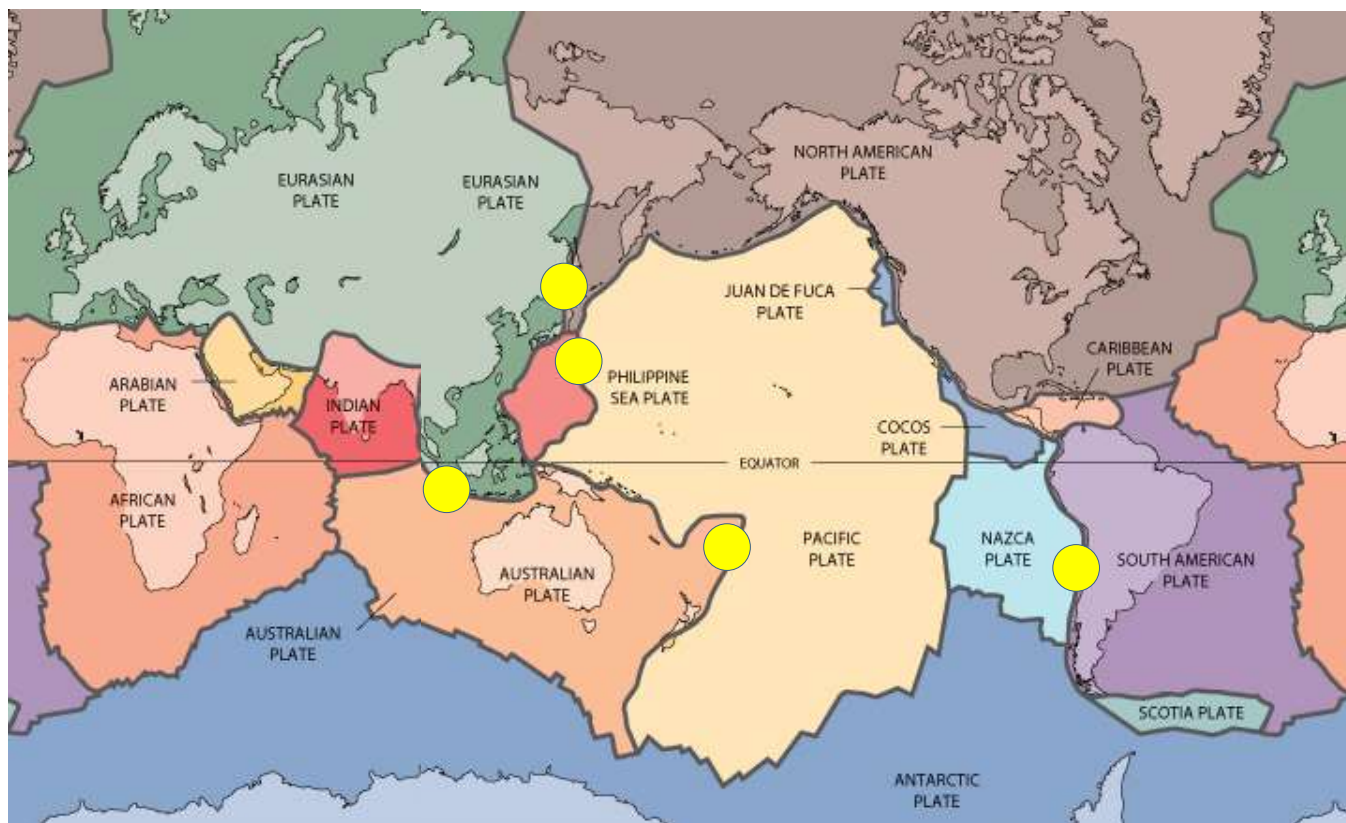 NORTH AMERICAN
PLATE
EURASIAN
PLATE
EURASIAN
PLATE
JUAN DE FUCA
PLATE
CARIBBEAN
PLATE
ARABIAN
PLATE
PHILIPPINE
SEA PLATE
INDIAN
PLATE
COCOS
PLATE
EQUATOR
AFRICAN
PLATE
PACIFIC
PLATE
NAZCA
PLATE
SOUTH AMERICAN
PLATE
AUSTRALIAN
PLATE
AUSTRALIAN
PLATE
SCOTIA PLATE
ANTARCTIC
PLATE